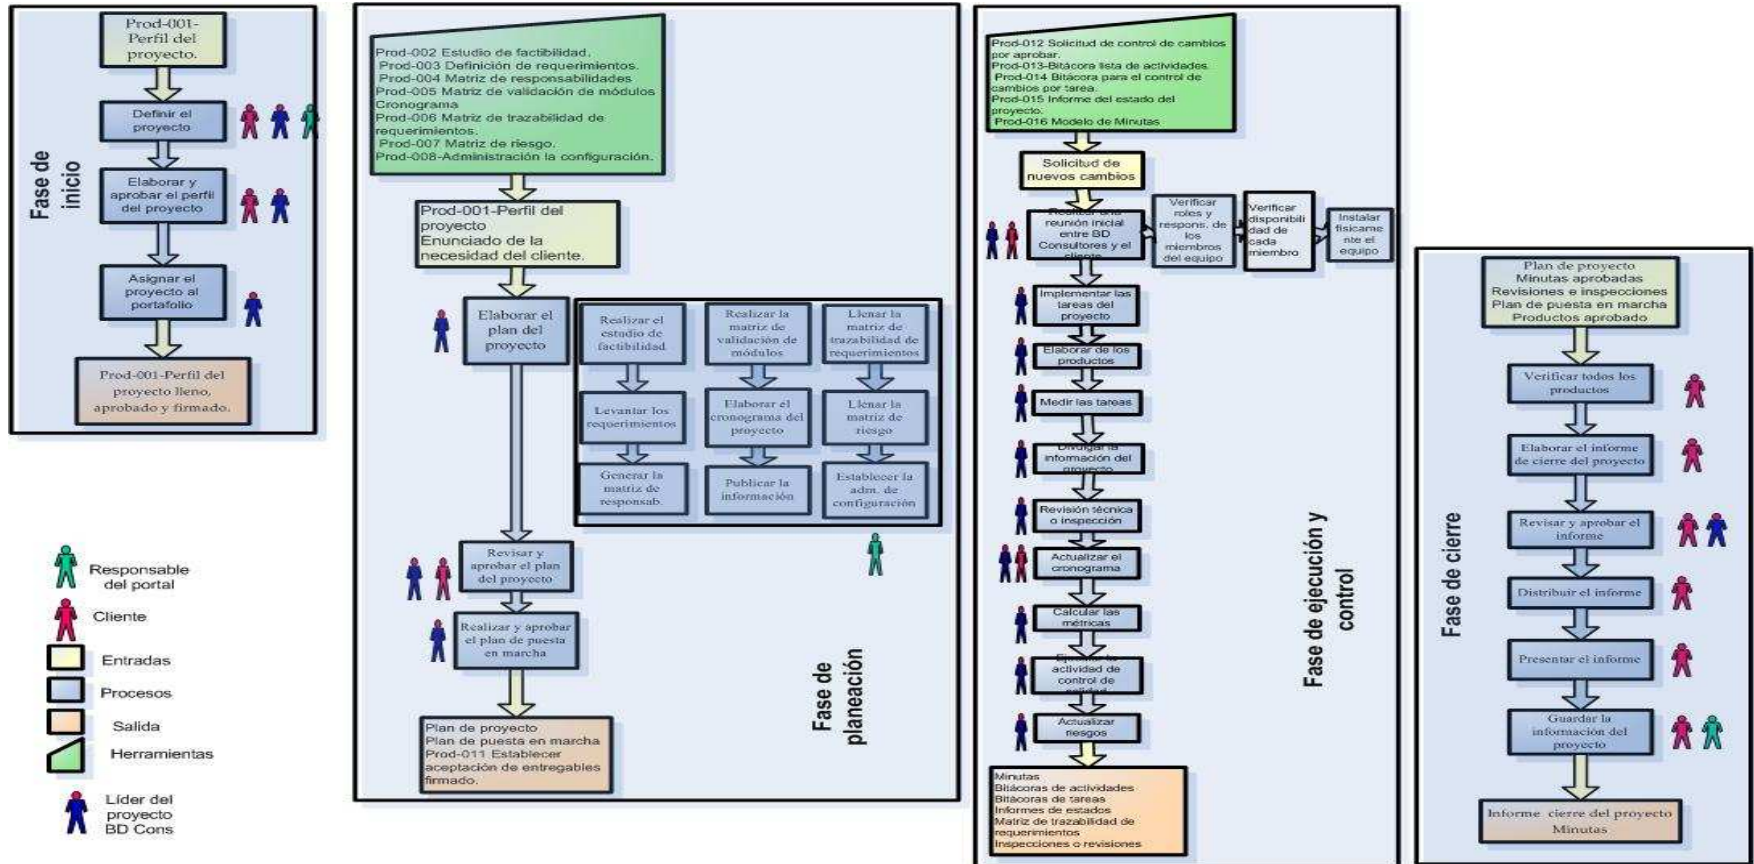 Prod-001-
Perfil del
proyecto.
Definir el
proyecto
Elaborar y
aprobar el perfil
del proyecto
Asignar el
proyecto al
portafolio
Prod-001-Perfil del
proyecto lleno,
aprobado y firmado.
Fase de
inicio
Responsable
del portal
Cliente
Entradas
Procesos
Salida
Herramientas
Líder del
proyecto
BD Cons
Prod-002 Estudio de factibilidad.
Prod-003 Definición de requerimientos.
Prod-004 Matriz de responsabilidades
Prod-005 Matriz de validación de módulos
Cronograma
Prod-006 Matriz de trazabilidad de
requerimientos.
Prod-007 Matriz de riesgo.
Prod-008-Administración la configuración.
Prod-001-Perfil del
proyecto
Enunciado de la
necesidad del cliente.
Elaborar el
plan del
proyecto
Realizar el
estudio de
factibilidad
Levantar los
requerimientos
Generar la
matriz de
responsab.
Realizar la
matriz de
validación de
módulos
Elaborar el
cronograma del
proyecto
Publicar la
información
Llenar la
matriz de
trazabilidad de
requerimientos
Llenar la
matriz de
riesgo
Establecer la
adm. de
configuración
Revisar y
aprobar el plan
del proyecto
Realizar y aprobar
el plan de puesta
en marcha
Plan de proyecto
Plan de puesta en marcha
Prod-011 Establecer
aceptación de entregables
firmado.
Fase de
planeación
Prod-012 Solicitud de control de cambios
por aprobar.
Prod-013-Bitácora lista de actividades.
Prod-014 Bitácora para el control de
cambios por tarea.
Prod-015 Informe del estado del
proyecto.
Prod-016 Modelo de Minutas
Solicitud de
nuevos cambios
Realizar una
reunión inicial
entre BD
Consultores y el
cliente
Verificar
roles y
respons. de
los
miembros
del equipo
Verificar
disponibili
dad de
cada
miembro
Instalar
físicame
nte el
equipo
Implementar las
tareas del
proyecto
Elaborar de los
productos
Medir las tareas
Divulgar la
información del
proyecto
Revisión técnica
o inspección
Actualizar el
cronograma
Calcular las
métricas
Ejecutar la
actividad de
control de
calidad
Actualizar
riesgos
Minutas
Bitácoras de actividades
Bitácoras de tareas
Informes de estados
Matriz de trazabilidad de
requerimientos
Inspecciones o revisiones
Fase de ejecución y
control
Plan de proyecto
Minutas aprobadas
Revisiones e inspecciones
Plan de puesta en marcha
Productos aprobado
Verificar todos los
productos
Elaborar el informe
de cierre del proyecto
Revisar y aprobar el
informe
Distribuir el informe
Presentar el informe
Guardar la
información del
proyecto
Informe cierre del proyecto
Minutas
Fase de cierre